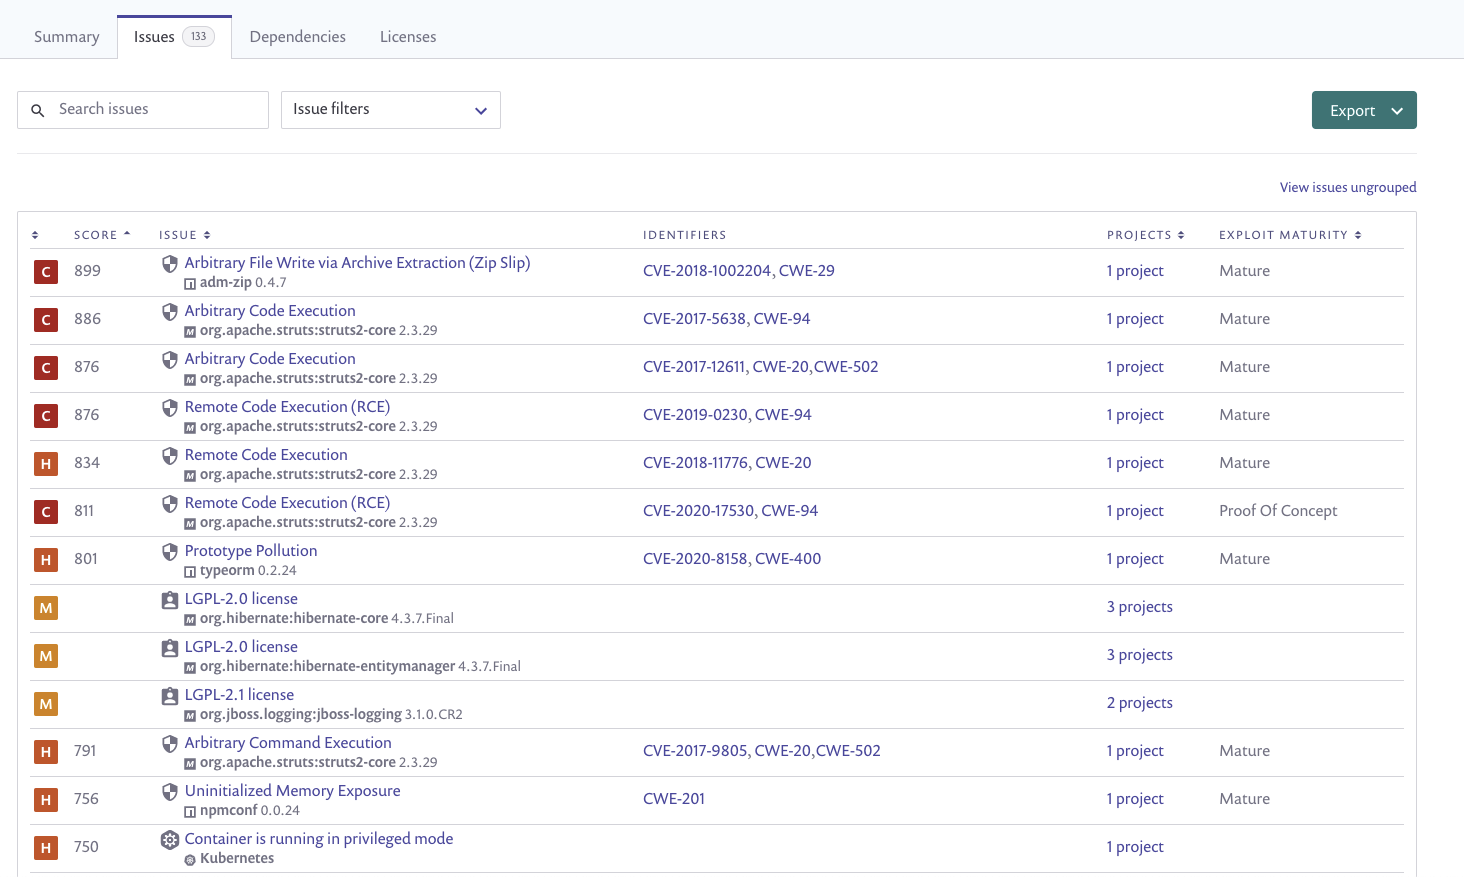 Summary Issues 133 Dependencies Licenses
Search issues Issue filters Export
View issues ungrouped
SCORE ISSUE IDENTIFIERS PROJECTS EXPLOIT MATURITY
C 899 Arbitrary File Write via Archive Extraction (Zip Slip) CVE-2018-1002204, CWE-29 1 project Mature
adm-zip 0.4.7
C 886 Arbitrary Code Execution CVE-2017-5638, CWE-94 1 project Mature
M org.apache.struts:struts2-core 2.3.29
C 876 Arbitrary Code Execution CVE-2017-12611, CWE-20,CWE-502 1 project Mature
M org.apache.struts:struts2-core 2.3.29
C 876 Remote Code Execution (RCE) CVE-2019-0230, CWE-94 1 project Mature
M org.apache.struts:struts2-core 2.3.29
H 834 Remote Code Execution CVE-2018-11776, CWE-20 1 project Mature
M org.apache.struts:struts2-core 2.3.29
C 811 Remote Code Execution (RCE) CVE-2020-17530, CWE-94 1 project Proof Of Concept
M org.apache.struts:struts2-core 2.3.29
H 801 Prototype Pollution CVE-2020-8158, CWE-400 1 project Mature
typeorm 0.2.24
M LGPL-2.0 license 3 projects
M org.hibernate:hibernate-core 4.3.7.Final
M LGPL-2.0 license 3 projects
M org.hibernate:hibernate-entitymanager 4.3.7.Final
M LGPL-2.1 license 2 projects
M org.jboss.logging:jboss-logging 3.1.0.CR2
H 791 Arbitrary Command Execution CVE-2017-9805, CWE-20,CWE-502 1 project Mature
M org.apache.struts:struts2-core 2.3.29
H 756 Uninitialized Memory Exposure CWE-201 1 project Mature
npmconf 0.0.24
H 750 Container is running in privileged mode 1 project
Kubernetes